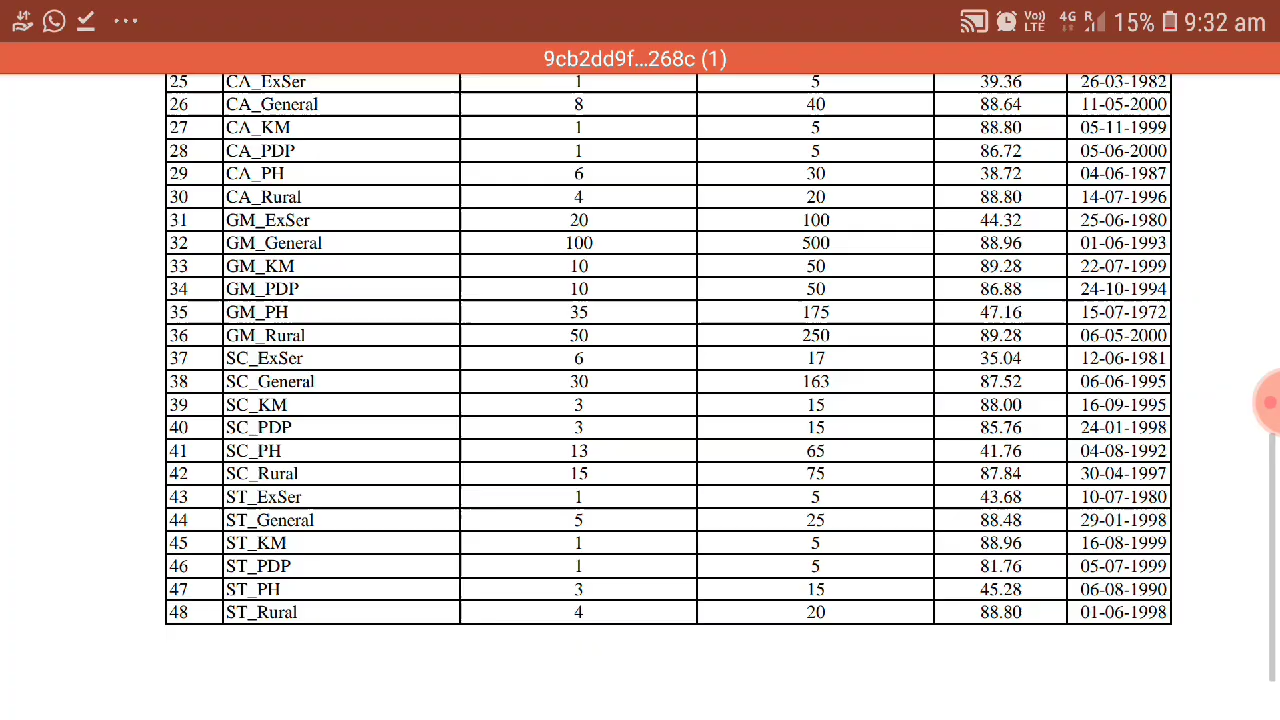 Vo) LTE 4G R 15% 9:32 am
9cb2dd9f...268c (1)
25 CA_ExSer 1 5 39.36 26-03-1982
26 CA_General 8 40 88.64 11-05-2000
27 CA_KM 1 5 88.80 05-11-1999
28 CA_PDP 1 5 86.72 05-06-2000
29 CA_PH 6 30 38.72 04-06-1987
30 CA_Rural 4 20 88.80 14-07-1996
31 GM_ExSer 20 100 44.32 25-06-1980
32 GM_General 100 500 88.96 01-06-1993
33 GM_KM 10 50 89.28 22-07-1999
34 GM_PDP 10 50 86.88 24-10-1994
35 GM_PH 35 175 47.16 15-07-1972
36 GM_Rural 50 250 89.28 06-05-2000
37 SC_ExSer 6 17 35.04 12-06-1981
38 SC_General 30 163 87.52 06-06-1995
39 SC_KM 3 15 88.00 16-09-1995
40 SC_PDP 3 15 85.76 24-01-1998
41 SC_PH 13 65 41.76 04-08-1992
42 SC_Rural 15 75 87.84 30-04-1997
43 ST_ExSer 1 5 43.68 10-07-1980
44 ST_General 5 25 88.48 29-01-1998
45 ST_KM 1 5 88.96 16-08-1999
46 ST_PDP 1 5 81.76 05-07-1999
47 ST_PH 3 15 45.28 06-08-1990
48 ST_Rural 4 20 88.80 01-06-1998